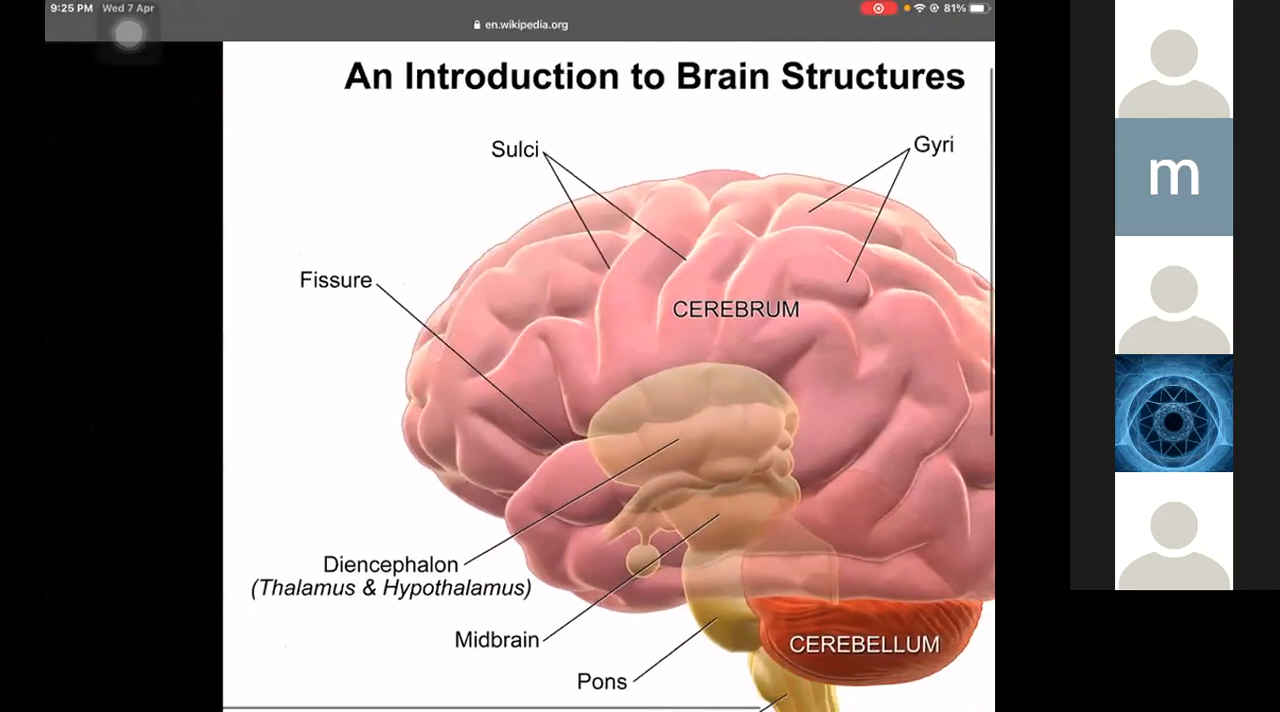 9:25 PM Wed 7 Apr
81%
en.wikipedia.org
An Introduction to Brain Structures
Sulci
Gyri
Fissure
CEREBRUM
Diencephalon
(Thalamus & Hypothalamus)
Midbrain
CEREBELLUM
Pons
m